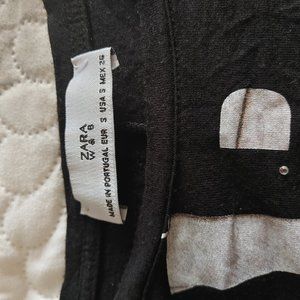 ZARA
W & B
MADE IN PORTUGAL EUR S USA S MEX 26